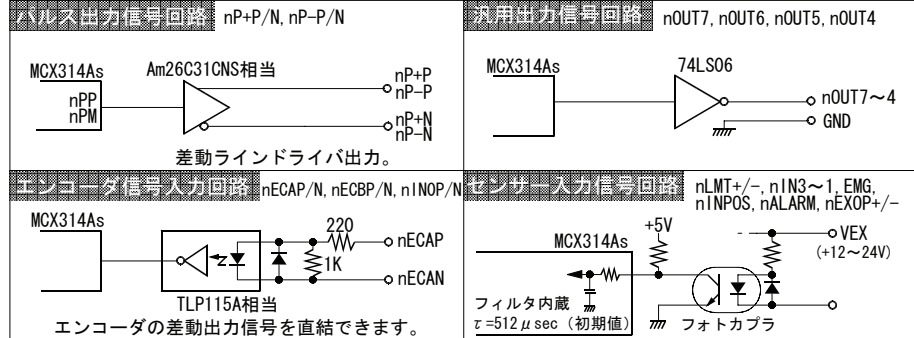 パルス出力信号回路 nP+P/N, nP-P/N
MCX314As
Am26C31CNS相当
nPP
nPM
nP+P
nP-P
nP+N
nP-N
差動ラインドライバ出力。
汎用出力信号回路 nOUT7, nOUT6, nOUT5, nOUT4
MCX314As
74LS06
nOUT7～4
GND
エンコーダ信号入力回路 nECAP/N, nECBP/N, nINOP/N
MCX314As
220
1K
nECAP
nECAN
TLP115A相当
エンコーダの差動出力信号を直結できます。
センサー入力信号回路 nLMT+/-, nIN3～1, EMG,
nINPOS, nALARM, nEXOP+/-
+5V
VEX
(+12～24V)
MCX314As
フィルタ内蔵
τ=512μsec (初期値)
フォトカプラ